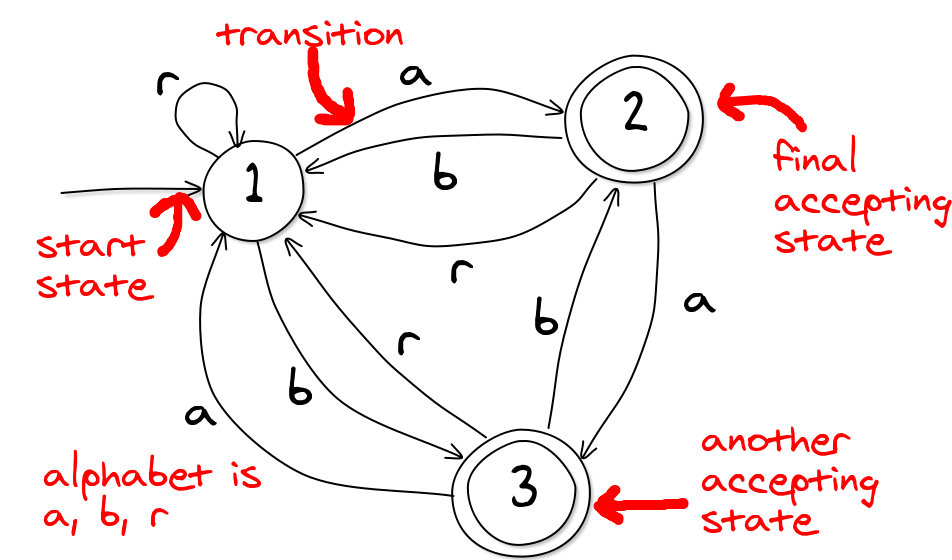 transition
r
a
2
final
accepting
state
1
b
start
state
r
a
b
r
b
a
alphabet is
a, b, r
3
another
accepting
state